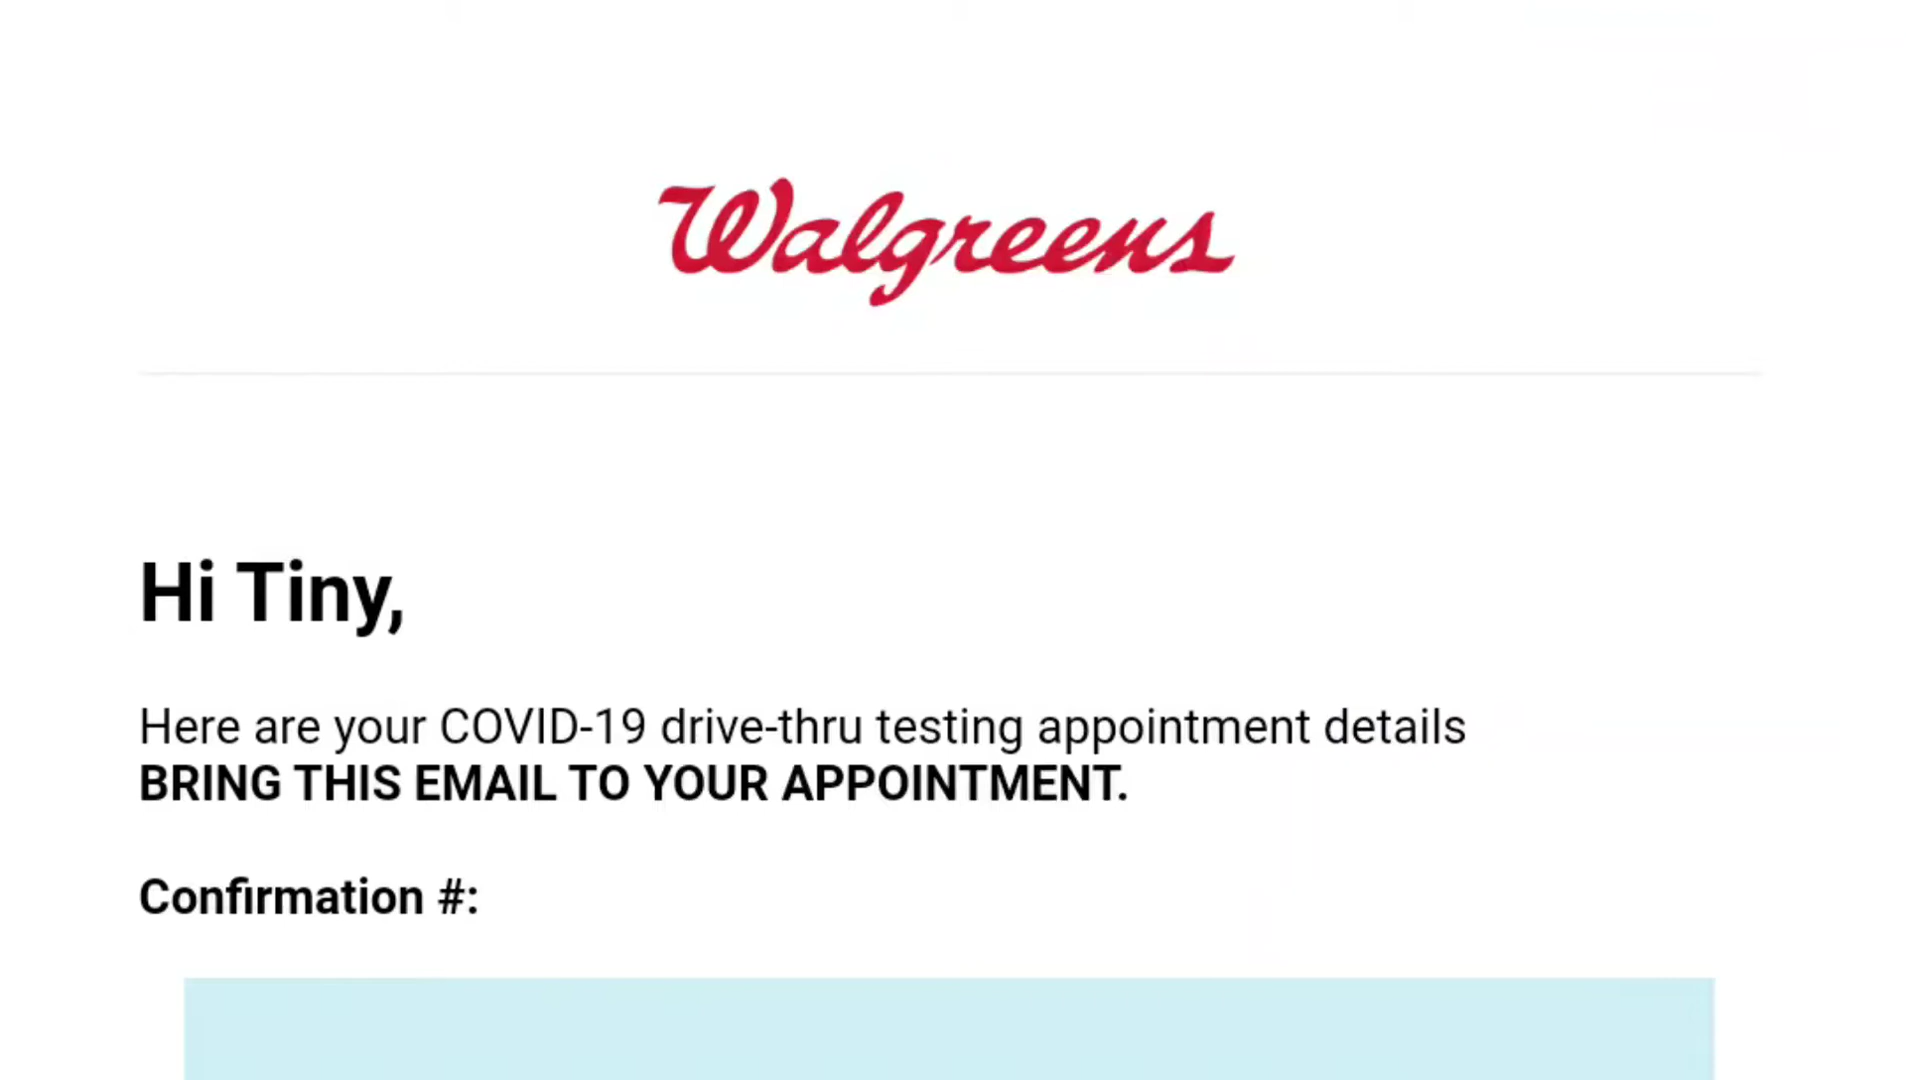 Walgreens
Hi Tiny,
Here are your COVID-19 drive-thru testing appointment details
BRING THIS EMAIL TO YOUR APPOINTMENT.
Confirmation #: